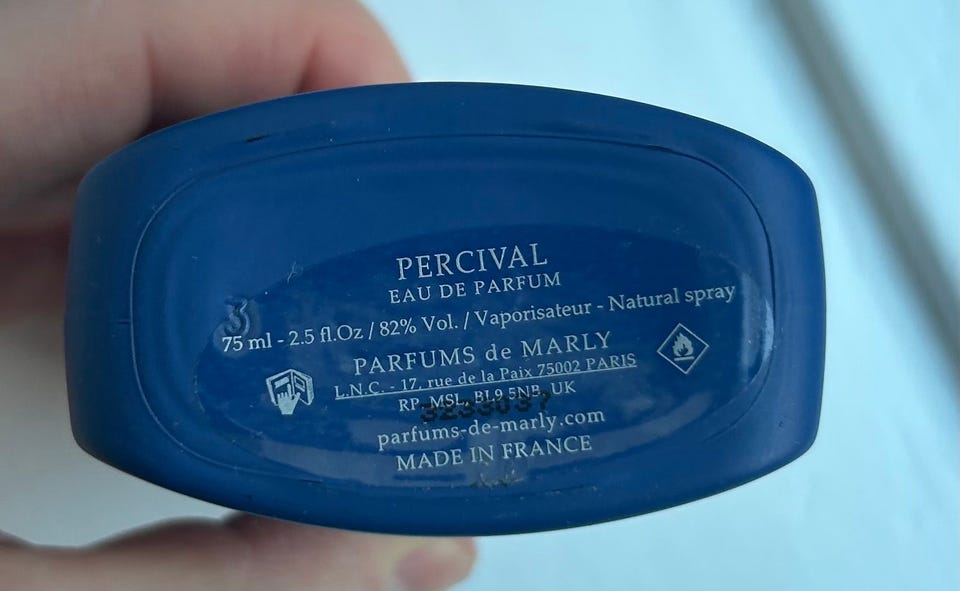 PERCIVAL
EAU DE PARFUM
3
75 ml - 2.5 fl.Oz / 82% Vol. / Vaporisateur - Natural spray
PARFUMS de MARLY
L.N.C. - 17, rue de la Paix 75002 PARIS
RP. MSL, BL9 5NB, UK
3233037
parfums-de-marly.com
MADE IN FRANCE